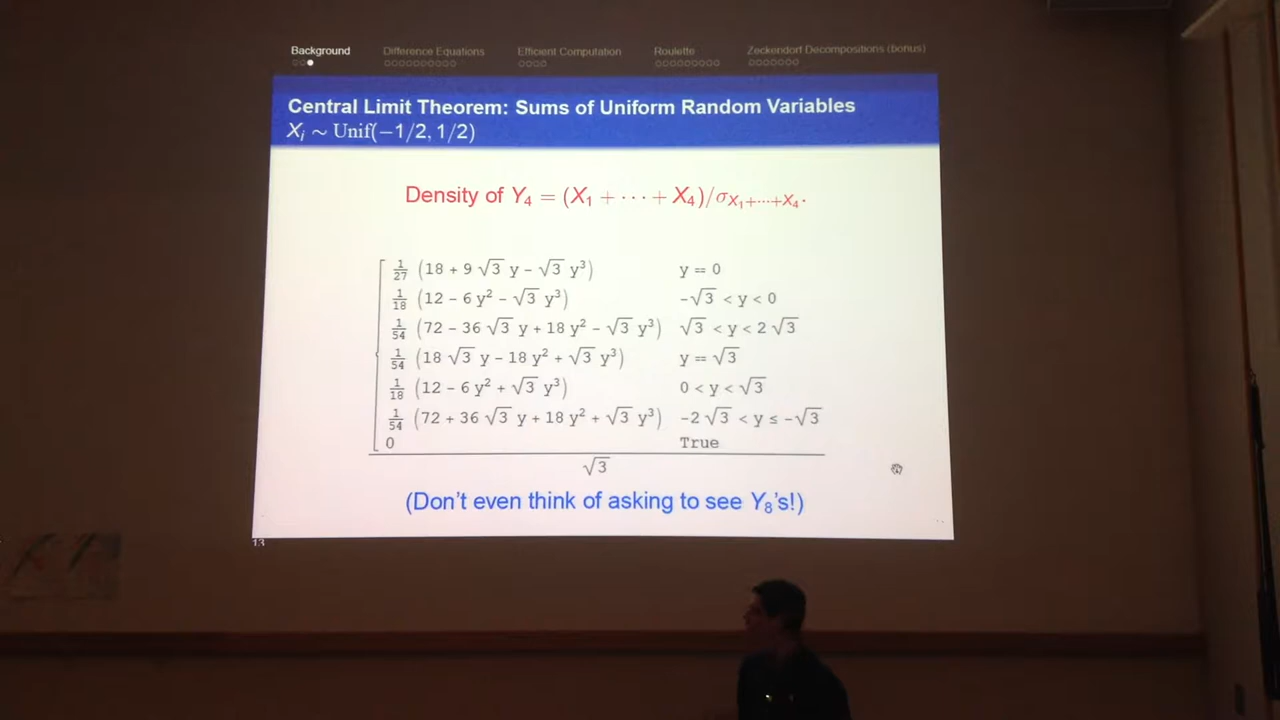 Background Difference Equations Efficient Computation Roulette Zeckendorf Decompositions (bonus)
Central Limit Theorem: Sums of Uniform Random Variables
Xᵢ ~ Unif(−1/2, 1/2)
Density of Y₄ = (X₁ + ··· + X₄)/σ_{X₁+···+X₄}.
1/27 (18 + 9 √3 y − √3 y³) y == 0
1/18 (12 − 6 y² − √3 y³) −√3 < y < 0
1/54 (72 − 36 √3 y + 18 y² − √3 y³) √3 < y < 2 √3
1/54 (18 √3 y − 18 y² + √3 y³) y == √3
1/18 (12 − 6 y² + √3 y³) 0 < y < √3
1/54 (72 + 36 √3 y + 18 y² + √3 y³) −2 √3 < y ≤ −√3
0 True
√3
(Don't even think of asking to see Y₈'s!)
13